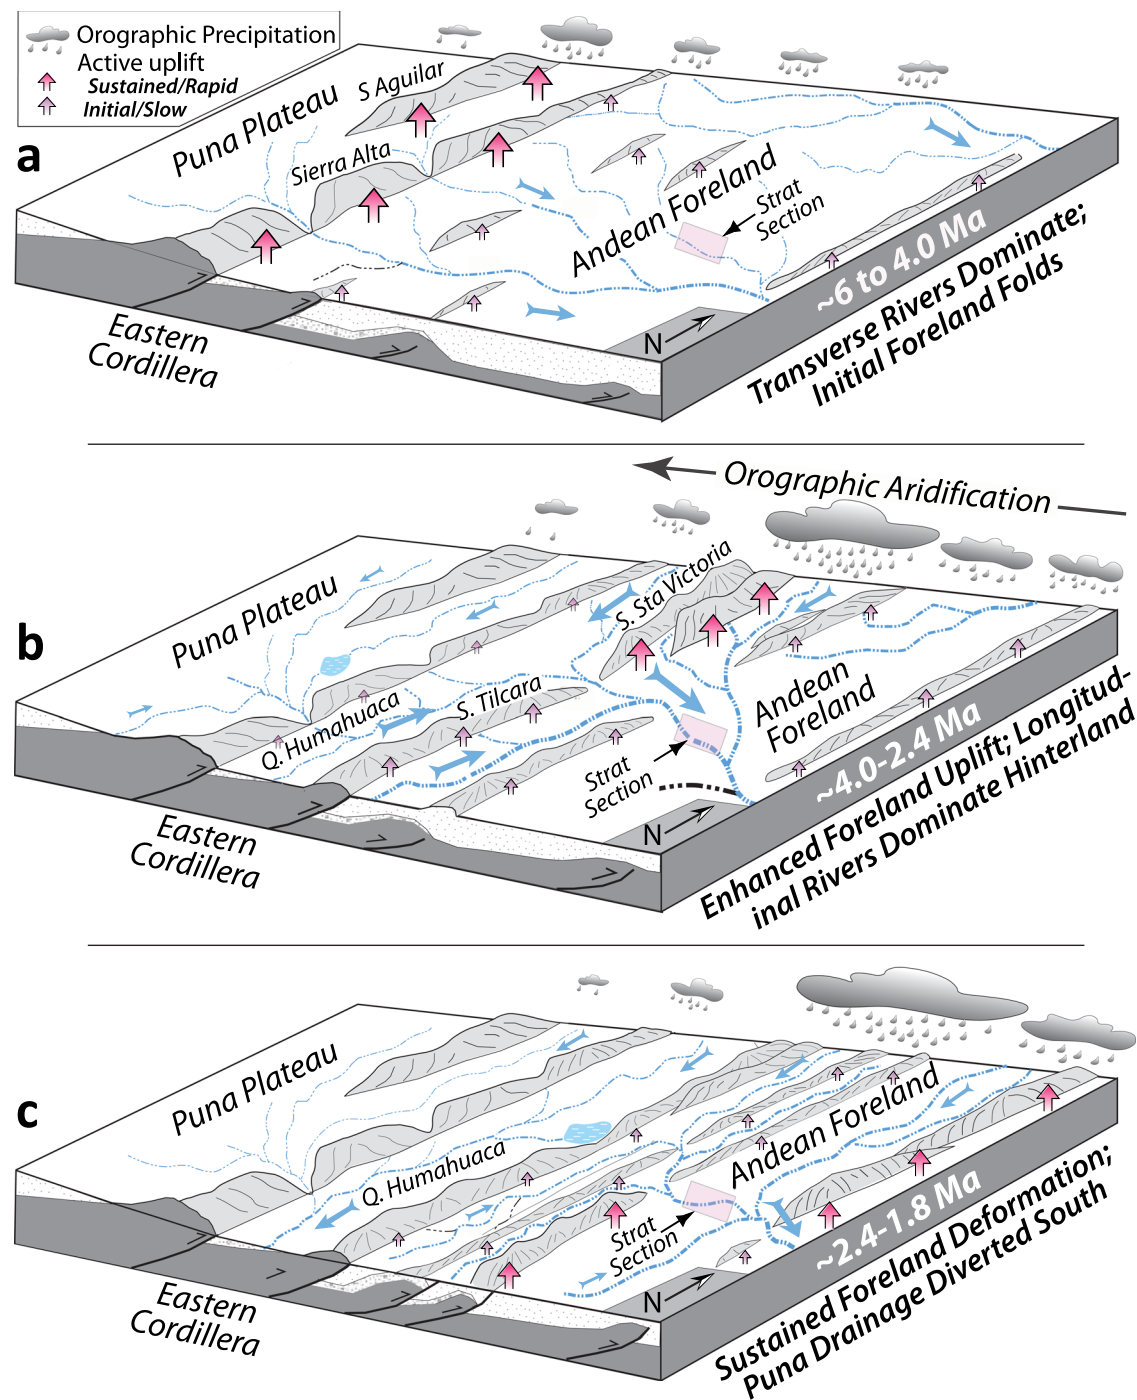 Orographic Precipitation
Active uplift
Sustained/Rapid
Initial/Slow
a
Puna Plateau
S Aguilar
Sierra Alta
Andean Foreland
Strat
Section
Eastern
Cordillera
N
~6 to 4.0 Ma
Transverse Rivers Dominate;
Initial Foreland Folds
Orographic Aridification
b
Puna Plateau
S. Sta Victoria
Q. Humahuaca
S. Tilcara
Andean
Foreland
Strat
Section
Eastern
Cordillera
N
~4.0-2.4 Ma
Enhanced Foreland Uplift; Longitud-
inal Rivers Dominate Hinterland
c
Puna Plateau
Q. Humahuaca
Andean Foreland
Strat
Section
Eastern
Cordillera
N
~2.4-1.8 Ma
Sustained Foreland Deformation;
Puna Drainage Diverted South